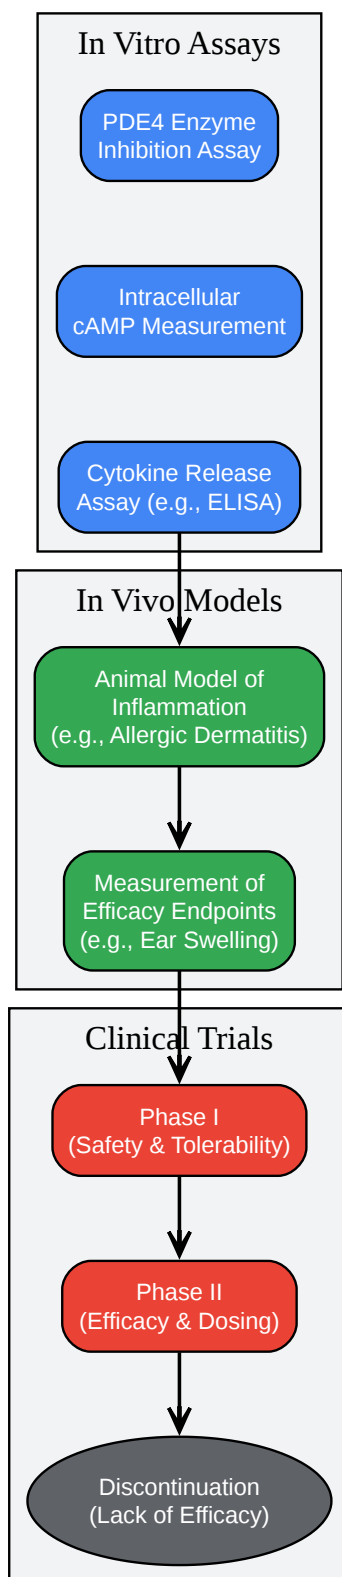 In Vitro Assays
PDE4 Enzyme
Inhibition Assay
Intracellular
cAMP Measurement
Cytokine Release
Assay (e.g., ELISA)
In Vivo Models
Animal Model of
Inflammation
(e.g., Allergic Dermatitis)
Measurement of
Efficacy Endpoints
(e.g., Ear Swelling)
Clinical Trials
Phase I
(Safety & Tolerability)
Phase II
(Efficacy & Dosing)
Discontinuation
(Lack of Efficacy)